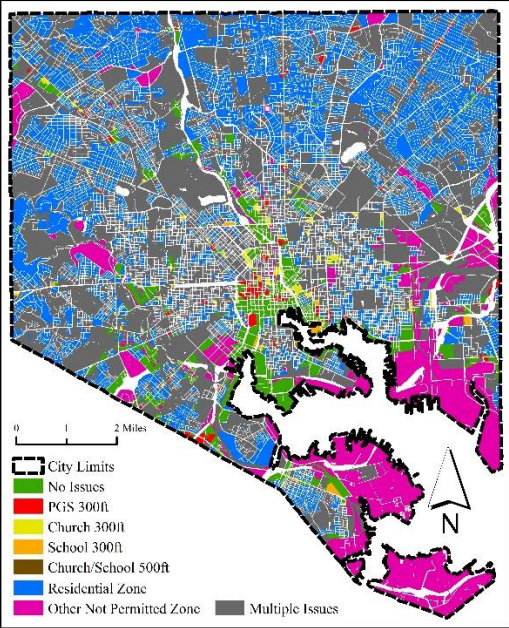 0 1 2 Miles
City Limits
No Issues
PGS 300ft
Church 300ft
School 300ft
Church/School 500ft
Residential Zone
Other Not Permitted Zone Multiple Issues
N